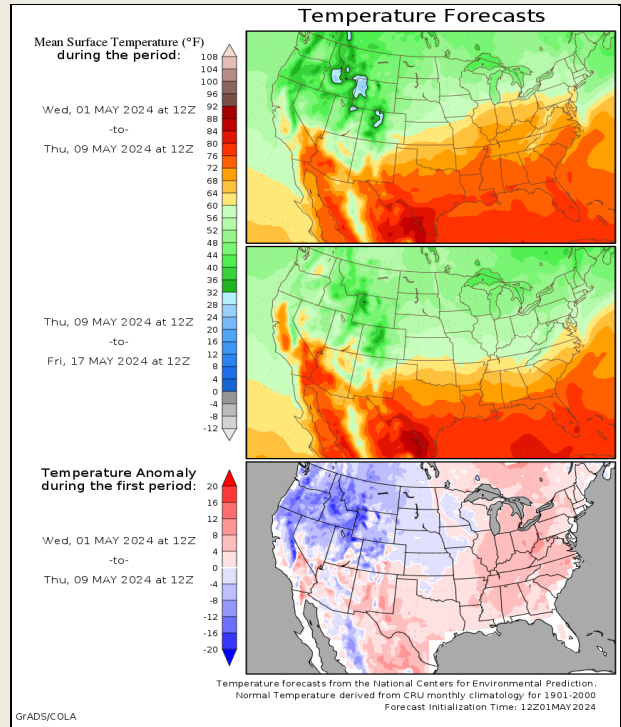 Temperature Forecasts
Mean Surface Temperature (°F)
during the period:
108
104
100
96
92
88
84
80
76
72
68
64
60
56
52
48
44
40
36
32
28
24
20
16
12
8
4
0
-4
-8
-12
Wed, 01 MAY 2024 at 12Z
-to-
Thu, 09 MAY 2024 at 12Z
Thu, 09 MAY 2024 at 12Z
-to-
Fri, 17 MAY 2024 at 12Z
Temperature Anomaly
during the first period:
20
16
12
8
4
0
-4
-8
-12
-16
-20
Wed, 01 MAY 2024 at 12Z
-to-
Thu, 09 MAY 2024 at 12Z
Temperature forecasts from the National Centers for Environmental Prediction.
Normal Temperature derived from CRU monthly climatology for 1901-2000
Forecast Initialization Time: 12Z01MAY2024
GrADS/COLA